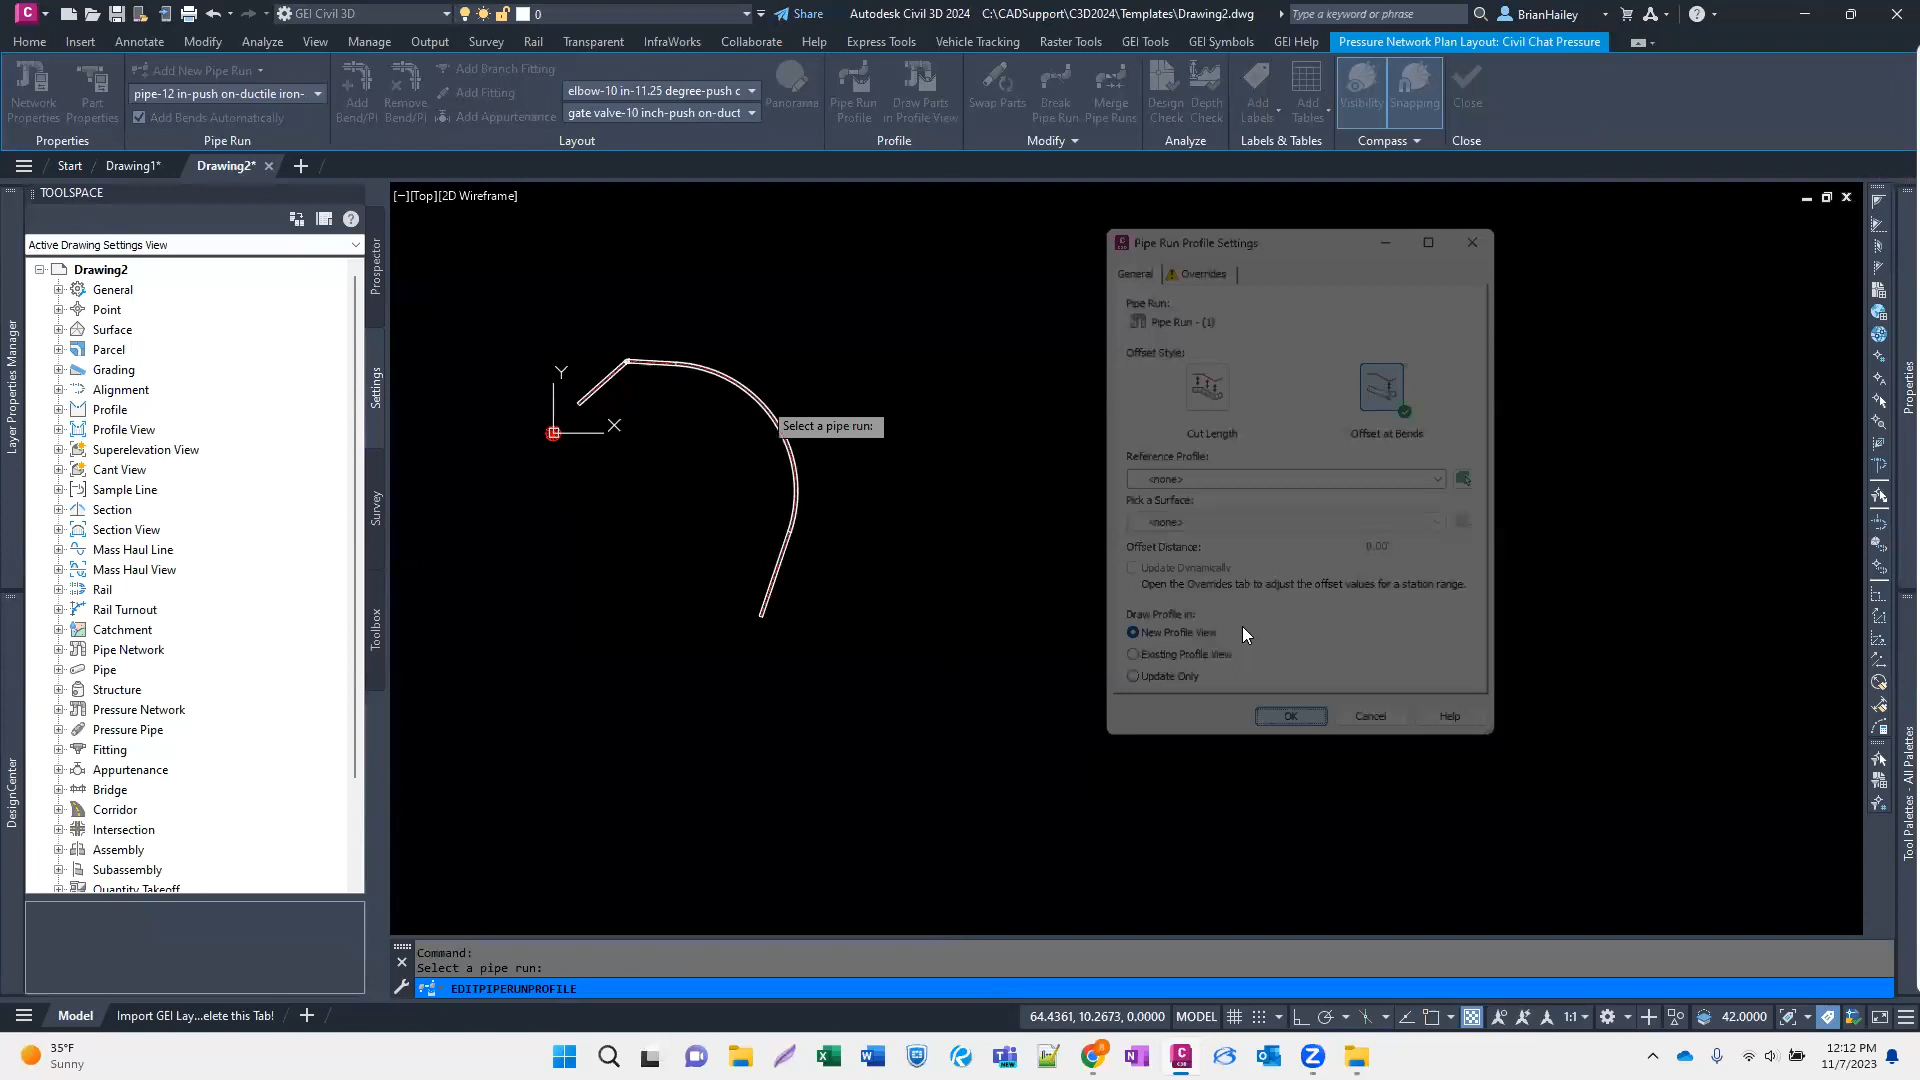 GEI Civil 3D
0
Share
Autodesk Civil 3D 2024 C:\CADSupport\C3D2024\Templates\Drawing2.dwg
Type a keyword or phrase
BrianHailey
Home Insert Annotate Modify Analyze View Manage Output Survey Rail Transparent InfraWorks Collaborate Help Express Tools Vehicle Tracking Raster Tools GEI Tools GEI Symbols GEI Help Pressure Network Plan Layout: Civil Chat Pressure
Network Properties
Part Properties
Properties
Add New Pipe Run
pipe-12 in-push on-ductile iron-
Add Bends Automatically
Pipe Run
Add Bend/PI
Remove Bend/PI
Add Branch Fitting
Add Fitting
Add Appurtenance
elbow-10 in-11.25 degree-push c
gate valve-10 inch-push on-duct
Layout
Panorama
Pipe Run Profile
Draw Parts in Profile View
Profile
Swap Parts
Break Pipe Run
Merge Pipe Runs
Modify
Design Check
Depth Check
Analyze
Add Labels
Add Tables
Labels & Tables
Visibility
Snapping
Compass
Close
Close
Start Drawing1* Drawing2*
TOOLSPACE
Active Drawing Settings View
Drawing2
General
Point
Surface
Parcel
Grading
Alignment
Profile
Profile View
Superelevation View
Cant View
Sample Line
Section
Section View
Mass Haul Line
Mass Haul View
Rail
Rail Turnout
Catchment
Pipe Network
Pipe
Structure
Pressure Network
Pressure Pipe
Fitting
Appurtenance
Bridge
Corridor
Intersection
Assembly
Subassembly
Quantity Takeoff
Layer Properties Manager
DesignCenter
Prospector
Settings
Survey
Toolbox
[−][Top][2D Wireframe]
Y
X
Select a pipe run:
Pipe Run Profile Settings
General Overrides
Pipe Run:
Pipe Run - (1)
Offset Style:
Cut Length Offset at Bends
Reference Profile:
<none>
Pick a Surface:
<none>
Offset Distance: 0.00'
Update Dynamically
Open the Overrides tab to adjust the offset values for a station range.
Draw Profile in:
New Profile View
Existing Profile View
Update Only
OK Cancel Help
Properties
Tool Palettes - All Palettes
Command:
Select a pipe run:
EDITPIPERUNPROFILE
Model Import GEI Lay...elete this Tab!
64.4361, 10.2673, 0.0000 MODEL 1:1 42.0000
35°F
Sunny
12:12 PM
11/7/2023